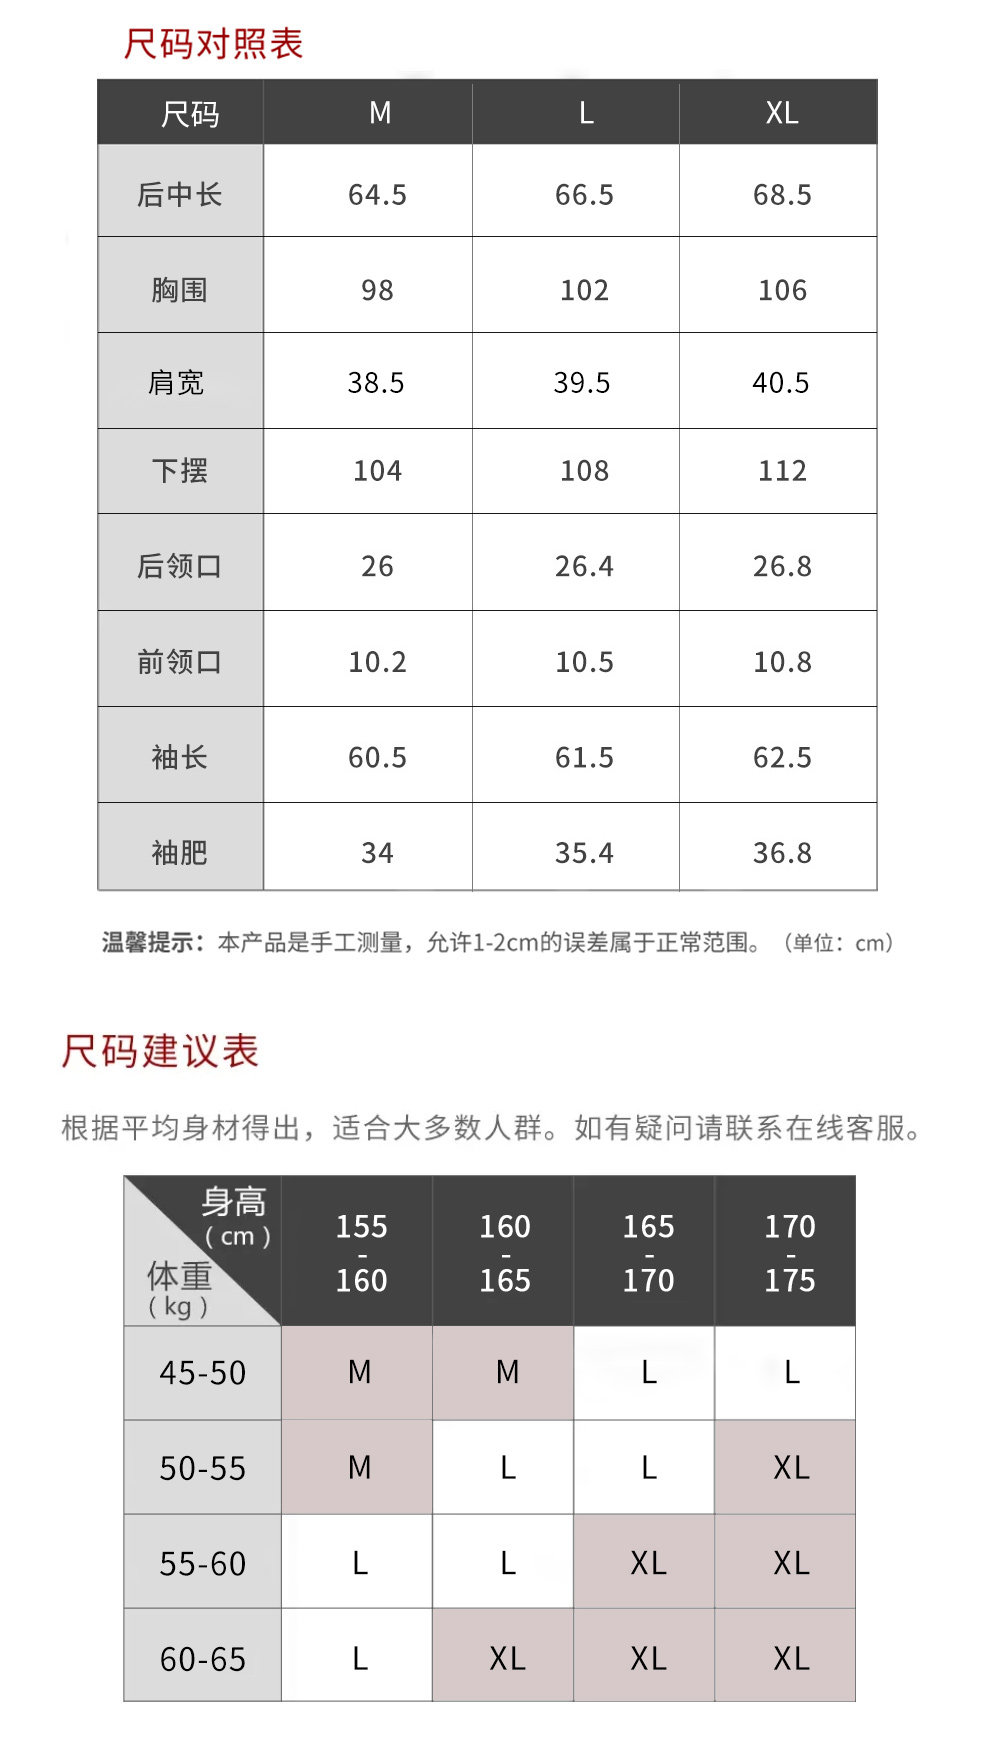 尺码对照表
尺码 M L XL
后中长 64.5 66.5 68.5
胸围 98 102 106
肩宽 38.5 39.5 40.5
下摆 104 108 112
后领口 26 26.4 26.8
前领口 10.2 10.5 10.8
袖长 60.5 61.5 62.5
袖肥 34 35.4 36.8
温馨提示：本产品是手工测量，允许1-2cm的误差属于正常范围。（单位：cm）
尺码建议表
根据平均身材得出，适合大多数人群。如有疑问请联系在线客服。
身高
（cm）
体重
（kg）
155-160 160-165 165-170 170-175
45-50 M M L L
50-55 M L L XL
55-60 L L XL XL
60-65 L XL XL XL